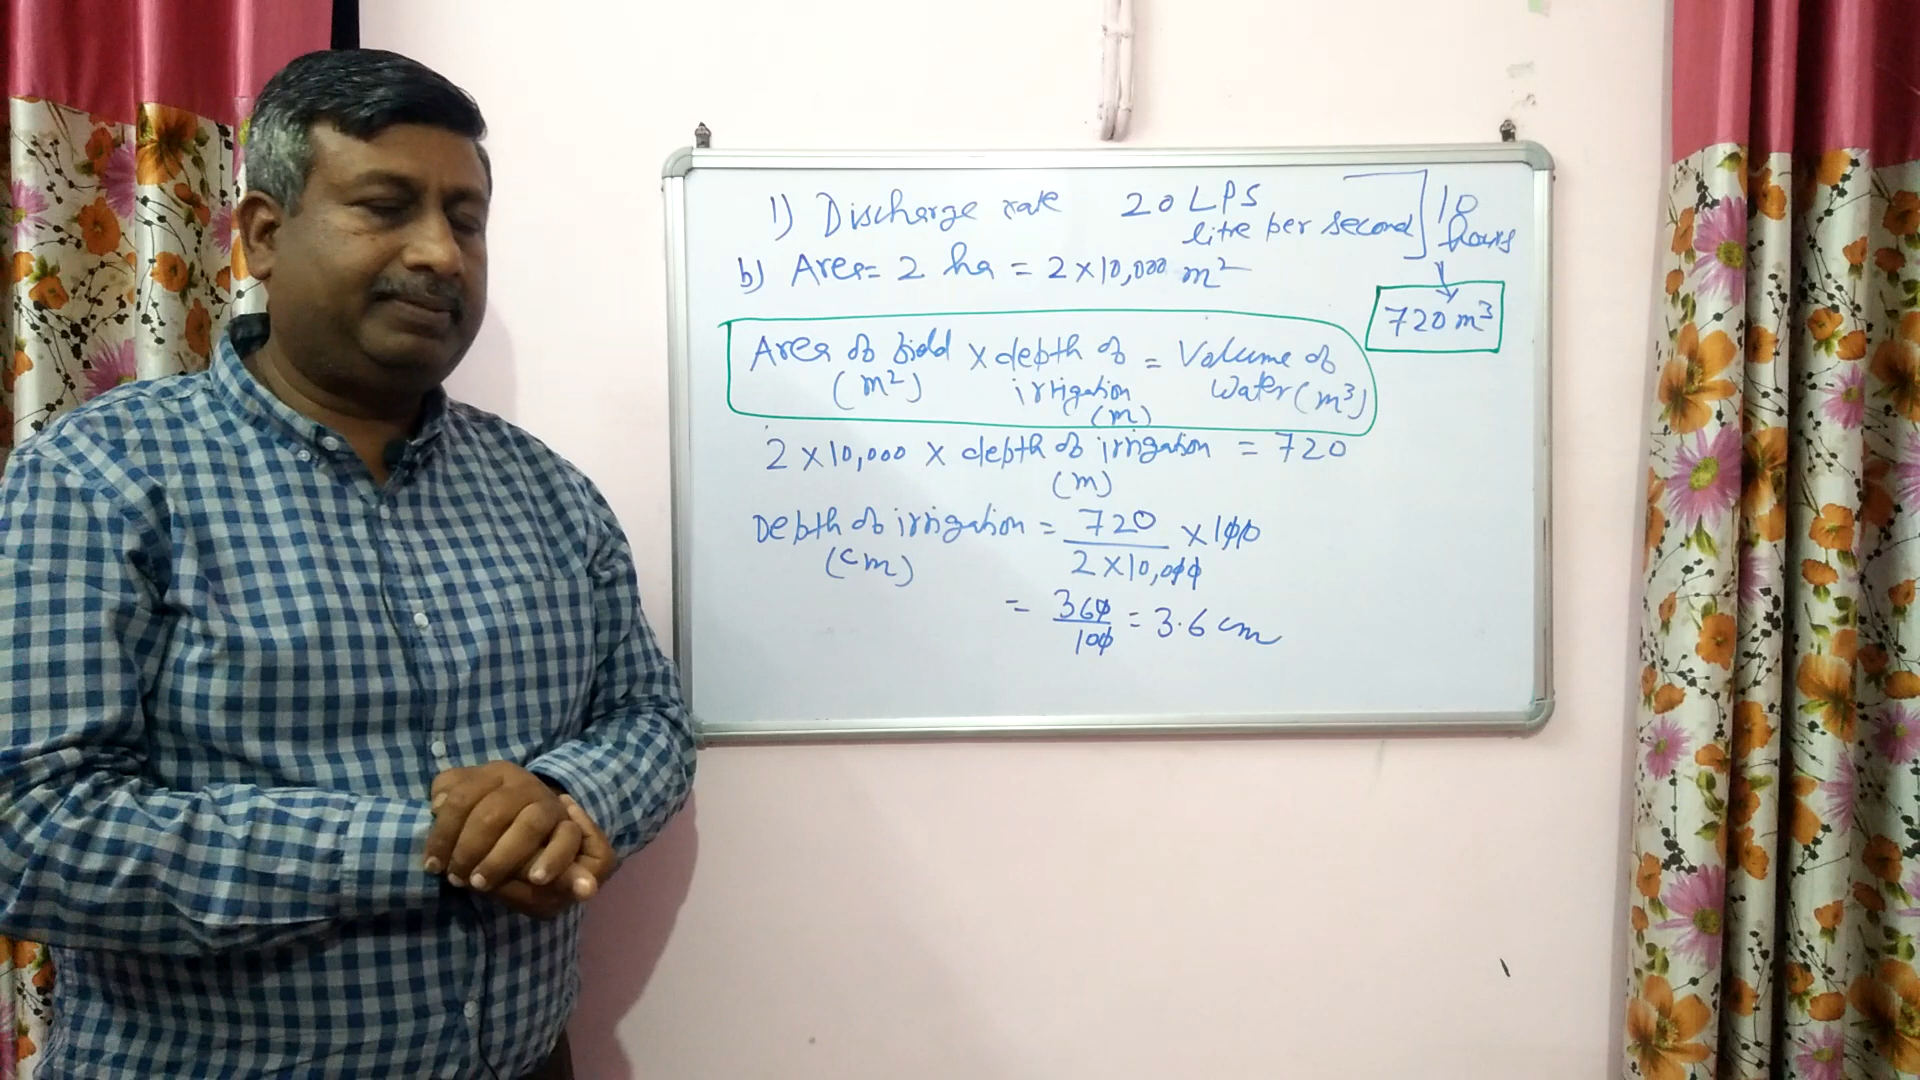 1) Discharge rate 20 LPS
litre per second
10
hours
b) Area = 2 ha = 2 x 10,000 m²
720 m³
Area of field x depth of = Volume of
(m²) irrigation water (m³)
(m)
2 x 10,000 x depth of irrigation = 720
(m)
Depth of irrigation = 720 x 100
(cm) 2 x 10,000
= 360 = 3.6 cm
100